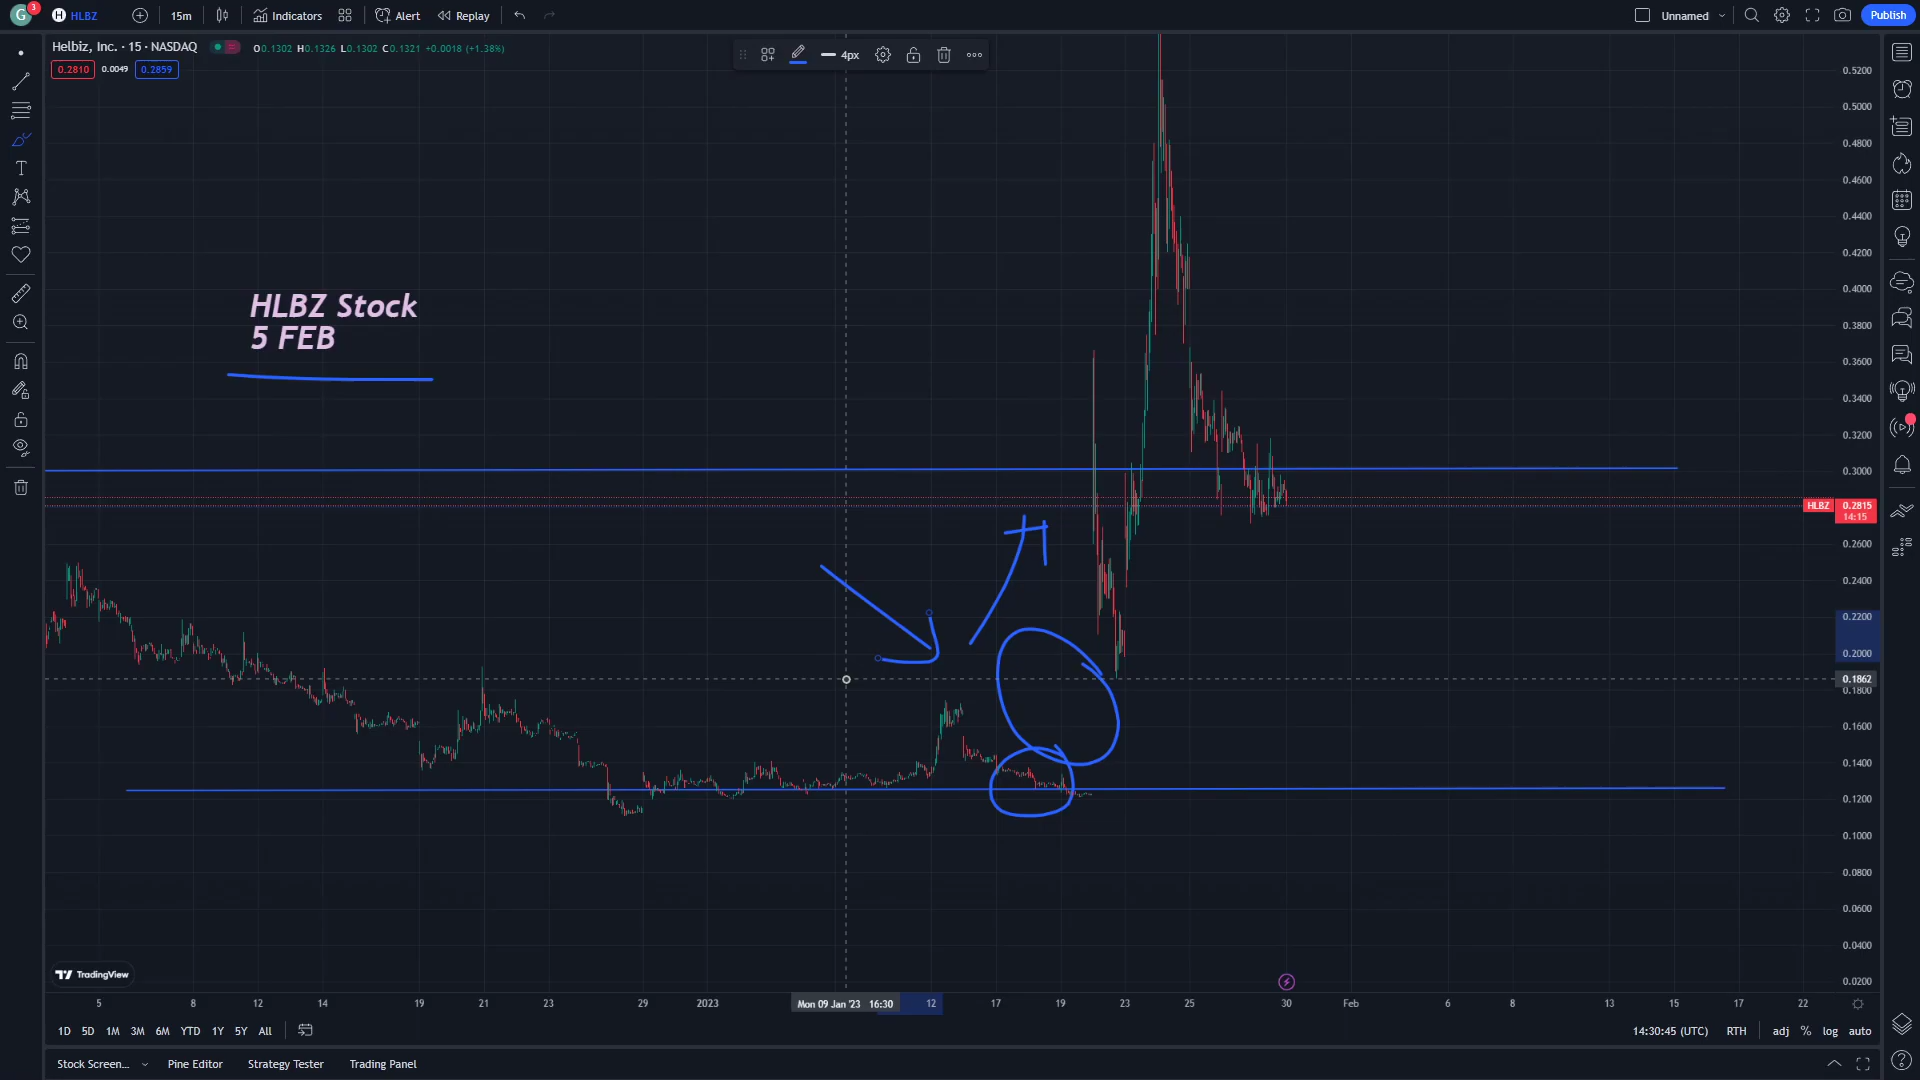 G 3 H HLBZ 15m Indicators Alert Replay Unnamed Publish
Helbiz, Inc. · 15 · NASDAQ O0.1302 H0.1326 L0.1302 C0.1321 +0.0018 (+1.38%)
0.2810 0.0049 0.2859
4px
0.5200
0.5000
0.4800
0.4600
0.4400
0.4200
0.4000
HLBZ Stock
5 FEB
0.3800
0.3600
0.3400
0.3200
0.3000
HLBZ 0.2815
14:15
0.2600
0.2400
0.2200
0.2000
0.1862
0.1800
0.1600
0.1400
0.1200
0.1000
0.0800
0.0600
0.0400
TradingView
0.0200
5 8 12 14 19 21 23 29 2023 Mon 09 Jan '23 16:30 12 17 19 23 25 30 Feb 6 8 13 15 17 22
1D 5D 1M 3M 6M YTD 1Y 5Y All 14:30:45 (UTC) RTH adj % log auto
Stock Screen... Pine Editor Strategy Tester Trading Panel